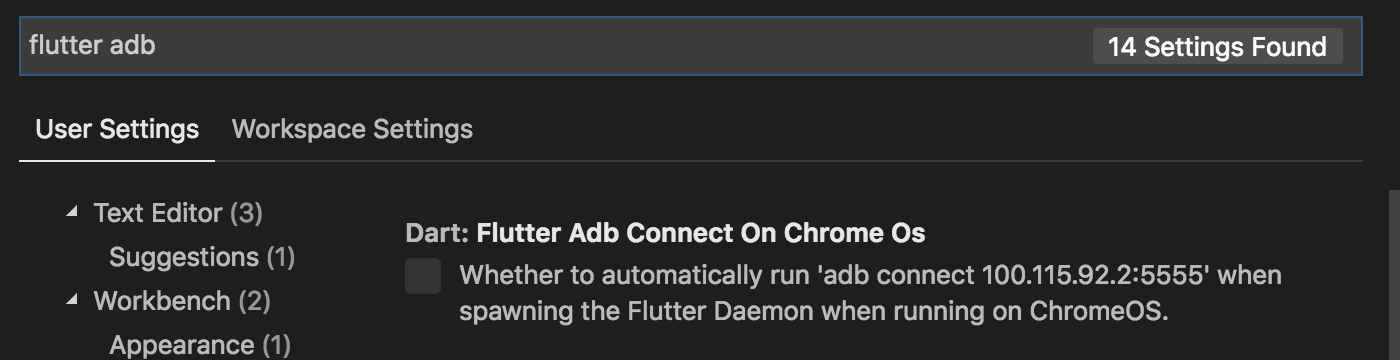 flutter adb
14 Settings Found
User Settings
Workspace Settings
Text Editor (3)
Suggestions (1)
Workbench (2)
Appearance (1)
Dart: Flutter Adb Connect On Chrome Os
Whether to automatically run 'adb connect 100.115.92.2:5555' when
spawning the Flutter Daemon when running on ChromeOS.